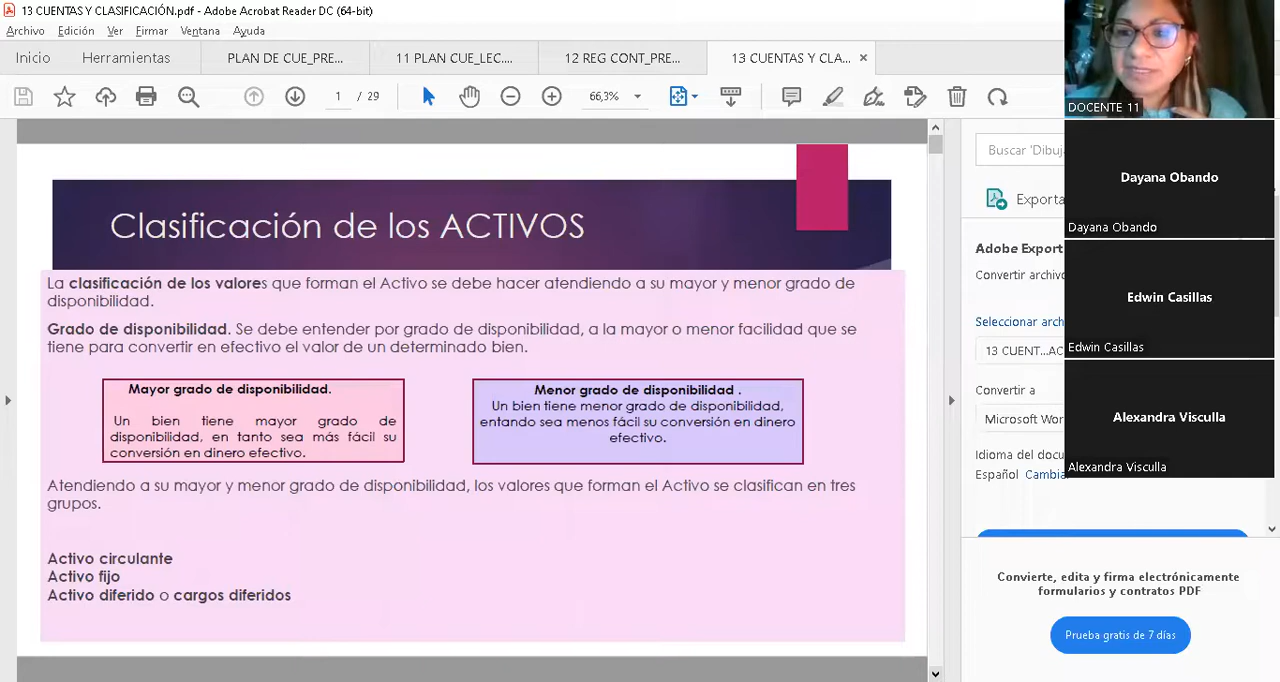 13 CUENTAS Y CLASIFICACIÓN.pdf - Adobe Acrobat Reader DC (64-bit)
Archivo Edición Ver Firmar Ventana Ayuda
Inicio Herramientas PLAN DE CUE_PRE... 11 PLAN CUE_LEC.... 12 REG CONT_PRE... 13 CUENTAS Y CLA... ×
1 / 29 66,3%
Clasificación de los ACTIVOS
La clasificación de los valores que forman el Activo se debe hacer atendiendo a su mayor y menor grado de
disponibilidad.
Grado de disponibilidad. Se debe entender por grado de disponibilidad, a la mayor o menor facilidad que se
tiene para convertir en efectivo el valor de un determinado bien.
Mayor grado de disponibilidad.
Un bien tiene mayor grado de
disponibilidad, en tanto sea más fácil su
conversión en dinero efectivo.
Menor grado de disponibilidad .
Un bien tiene menor grado de disponibilidad,
entando sea menos fácil su conversión en dinero
efectivo.
Atendiendo a su mayor y menor grado de disponibilidad, los valores que forman el Activo se clasifican en tres
grupos.
Activo circulante
Activo fijo
Activo diferido o cargos diferidos
Buscar 'Dibuj
Exporta
Adobe Export
Convertir archivo
Seleccionar arch
13 CUENT...AC
Convertir a
Microsoft Wor
Idioma del docu
Español Cambia
Convierte, edita y firma electrónicamente
formularios y contratos PDF
Prueba gratis de 7 días
DOCENTE 11
Dayana Obando
Dayana Obando
Edwin Casillas
Edwin Casillas
Alexandra Visculla
Alexandra Visculla